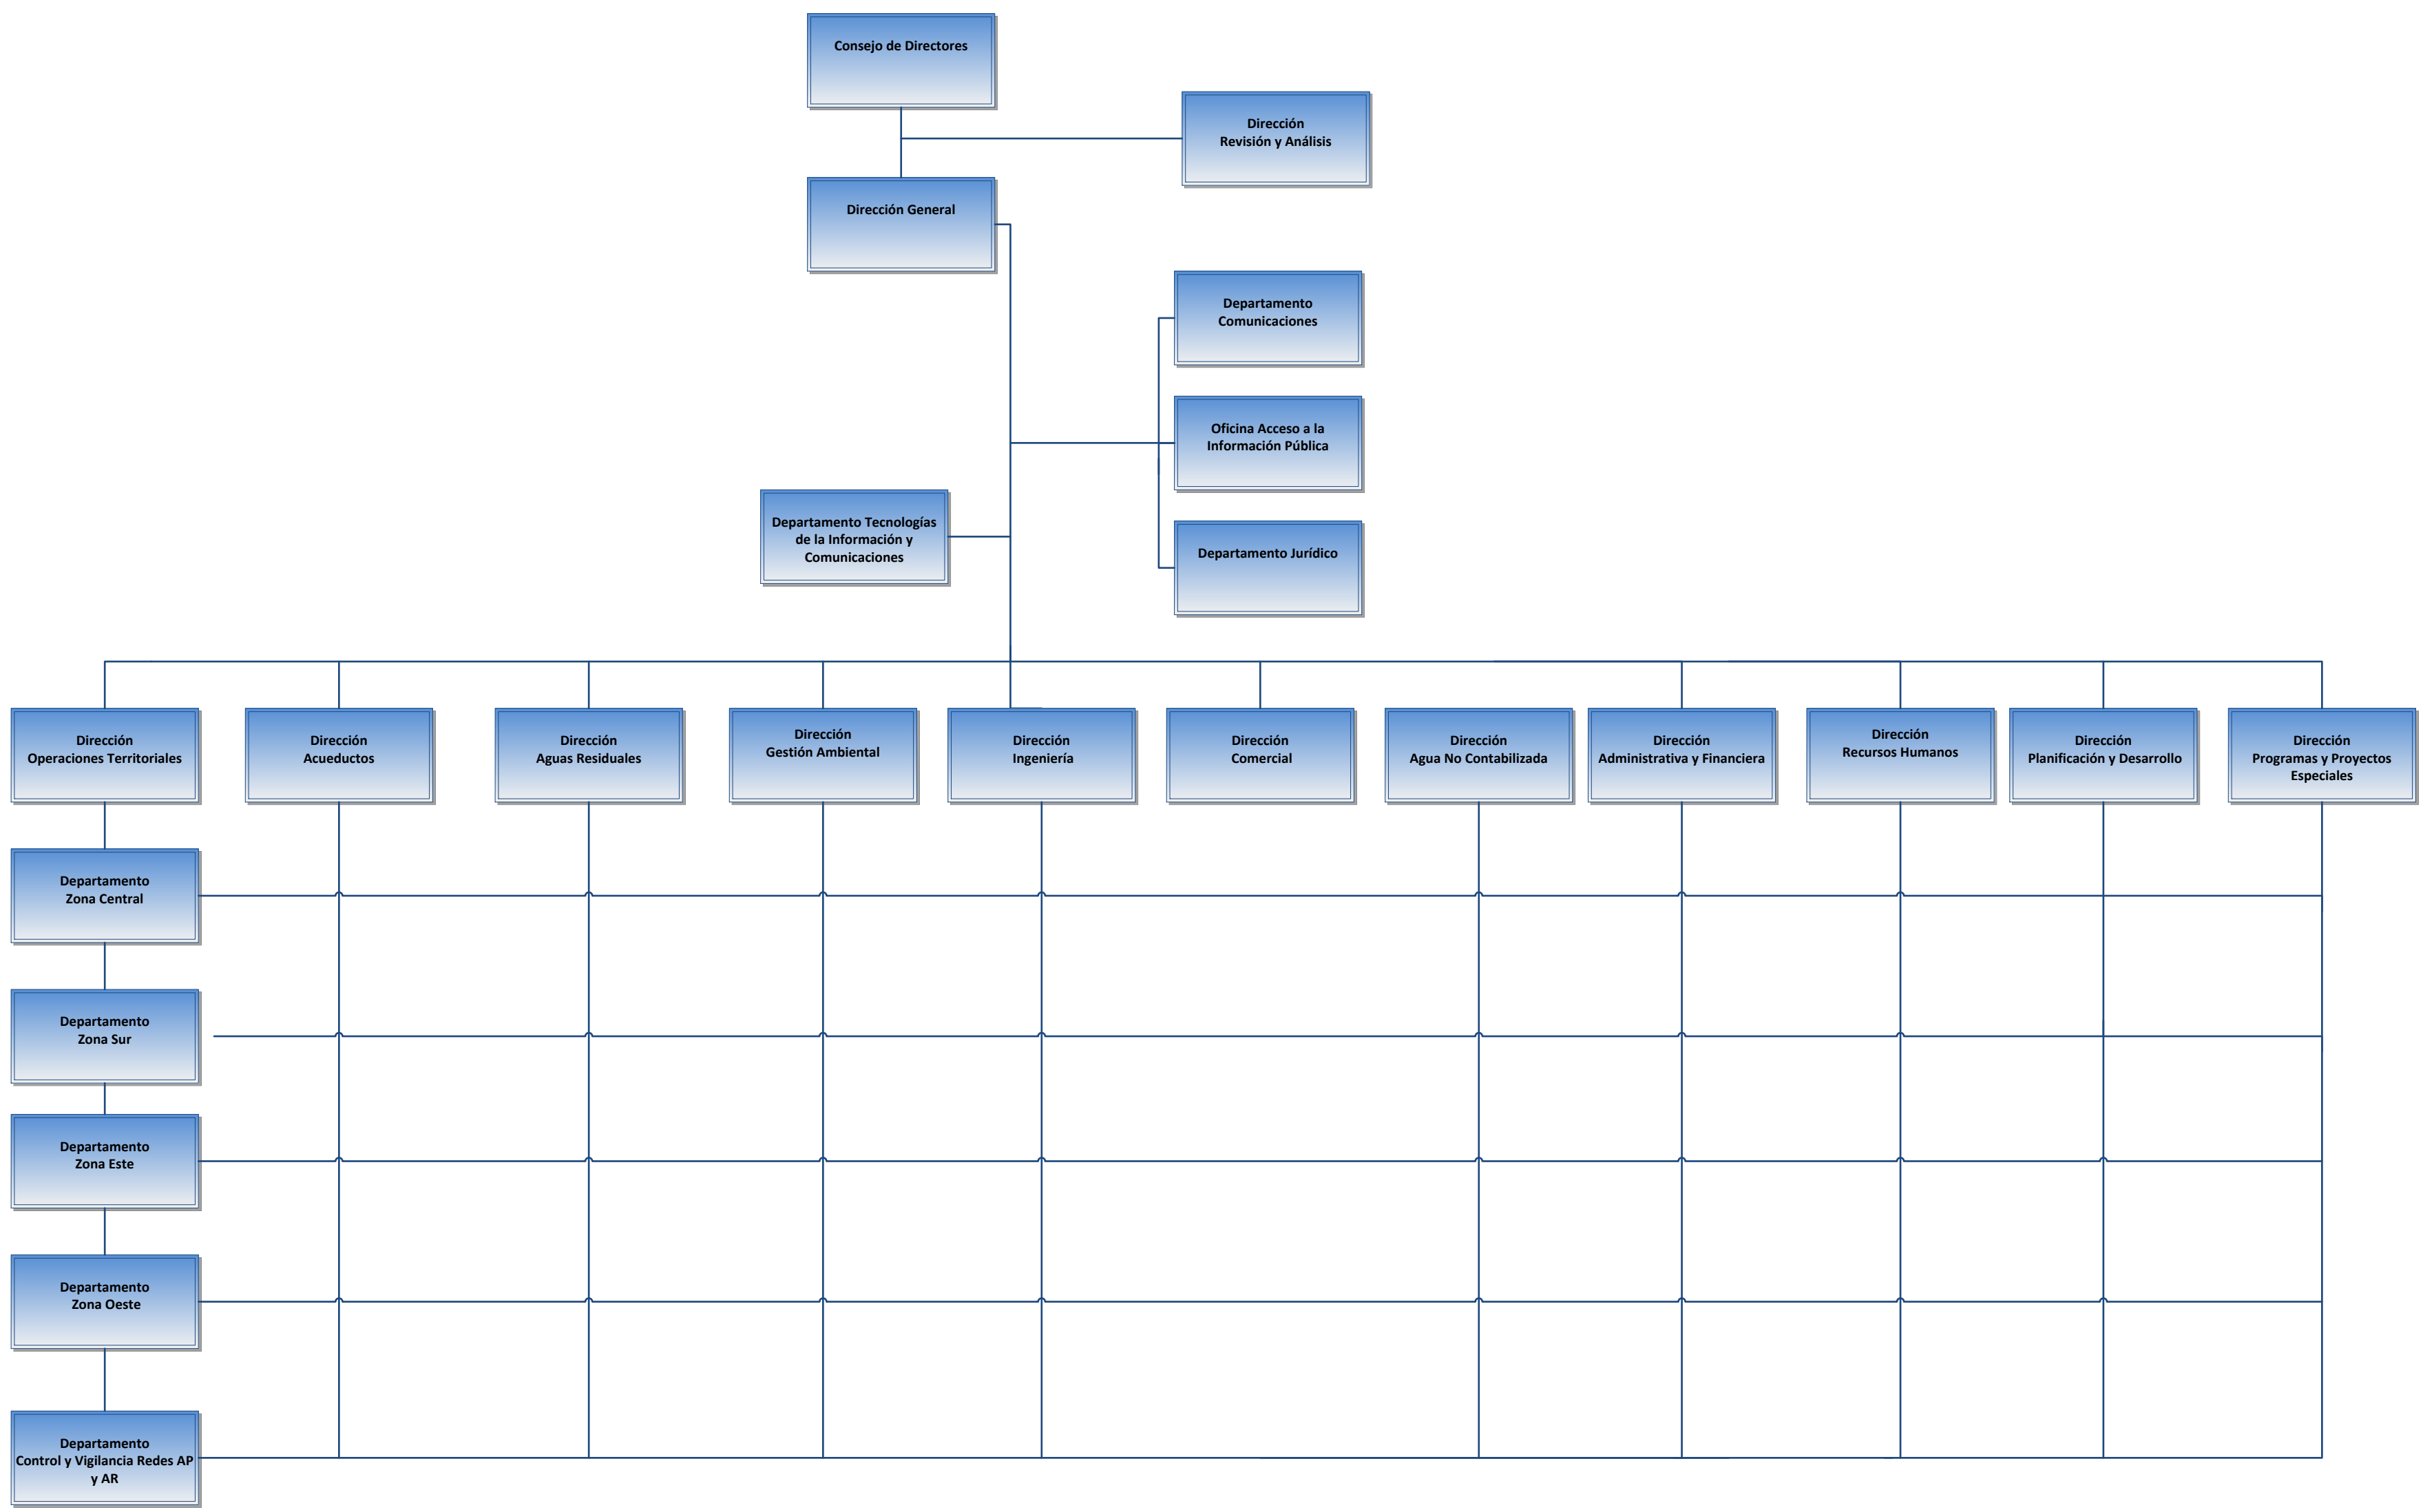 Consejo de Directores
Dirección
Revisión y Análisis
Dirección General
Departamento
Comunicaciones
Oficina Acceso a la
Información Pública
Departamento Tecnologías
de la Información y
Comunicaciones
Departamento Jurídico
Dirección
Operaciones Territoriales
Dirección
Acueductos
Dirección
Aguas Residuales
Dirección
Gestión Ambiental
Dirección
Ingeniería
Dirección
Comercial
Dirección
Agua No Contabilizada
Dirección
Administrativa y Financiera
Dirección
Recursos Humanos
Dirección
Planificación y Desarrollo
Dirección
Programas y Proyectos
Especiales
Departamento
Zona Central
Departamento
Zona Sur
Departamento
Zona Este
Departamento
Zona Oeste
Departamento
Control y Vigilancia Redes AP
y AR